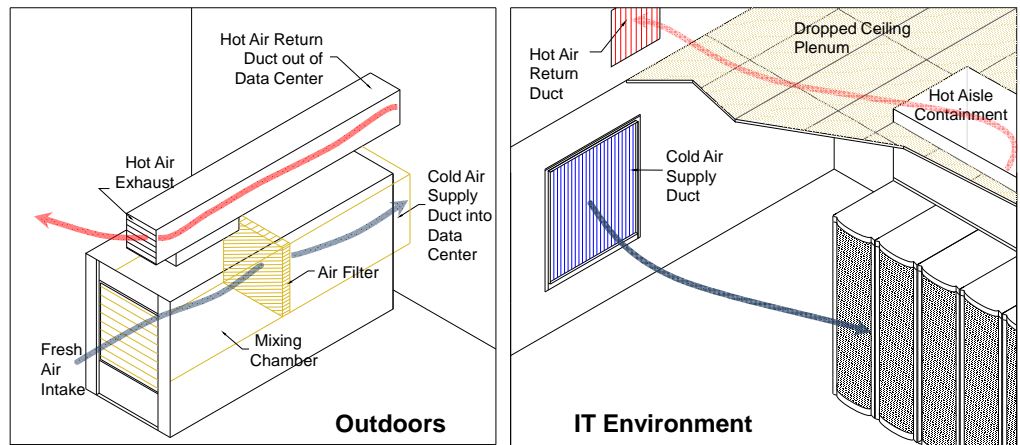 Hot Air Return
Duct out of
Data Center
Hot Air
Exhaust
Cold Air
Supply
Duct into
Data
Center
Air Filter
Mixing
Chamber
Fresh
Air
Intake
Outdoors
Dropped Ceiling
Plenum
Hot Air
Return
Duct
Hot Aisle
Containment
Cold Air
Supply
Duct
IT Environment